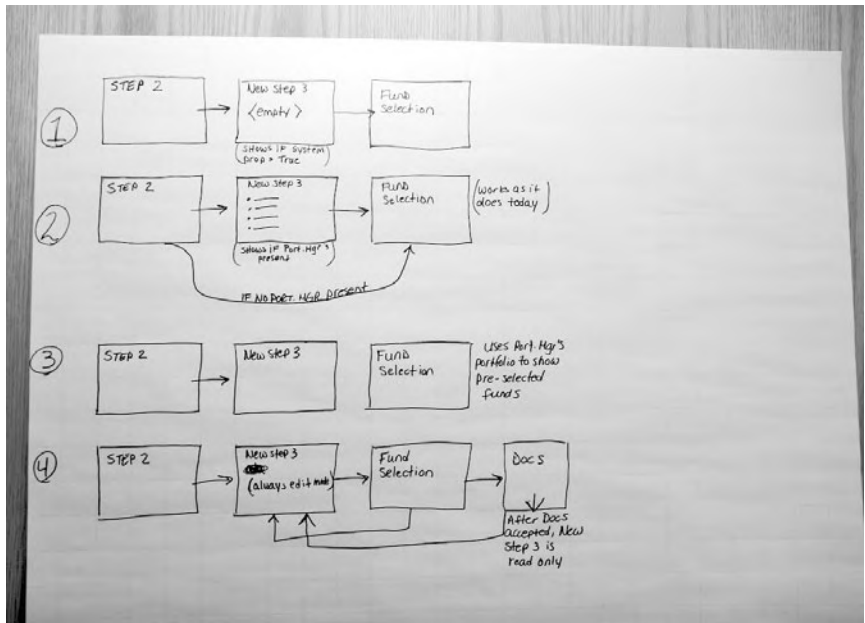 1
STEP 2
New Step 3
<empty>
(Shows if System
prop = True)
Fund
Selection
2
STEP 2
New Step 3
(Shows if Port. Mgr's
present)
Fund
Selection
(works as it
does today)
IF NO PORT. MGR present
3
STEP 2
New Step 3
Fund
Selection
Uses Port. Mgr's
portfolio to show
pre-selected
funds
4
STEP 2
New Step 3
(always edit mode)
Fund
Selection
Docs
After Docs
accepted, New
Step 3 is
read only